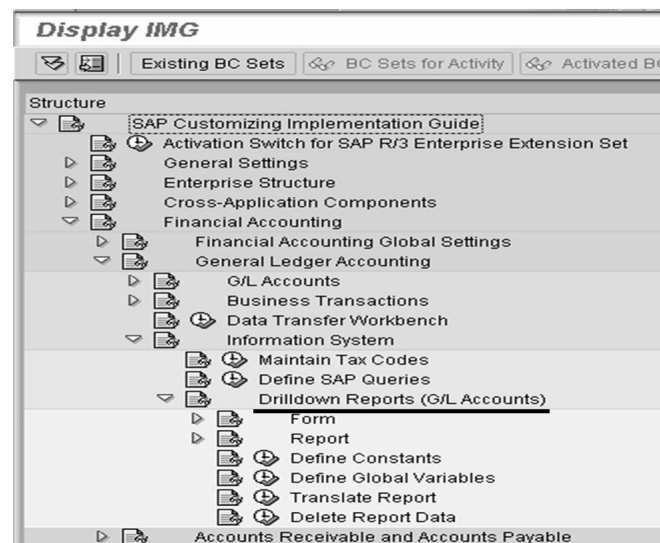 Display IMG
Existing BC Sets BC Sets for Activity Activated BC
Structure
SAP Customizing Implementation Guide
Activation Switch for SAP R/3 Enterprise Extension Set
General Settings
Enterprise Structure
Cross-Application Components
Financial Accounting
Financial Accounting Global Settings
General Ledger Accounting
G/L Accounts
Business Transactions
Data Transfer Workbench
Information System
Maintain Tax Codes
Define SAP Queries
Drilldown Reports (G/L Accounts)
Form
Report
Define Constants
Define Global Variables
Translate Report
Delete Report Data
Accounts Receivable and Accounts Payable